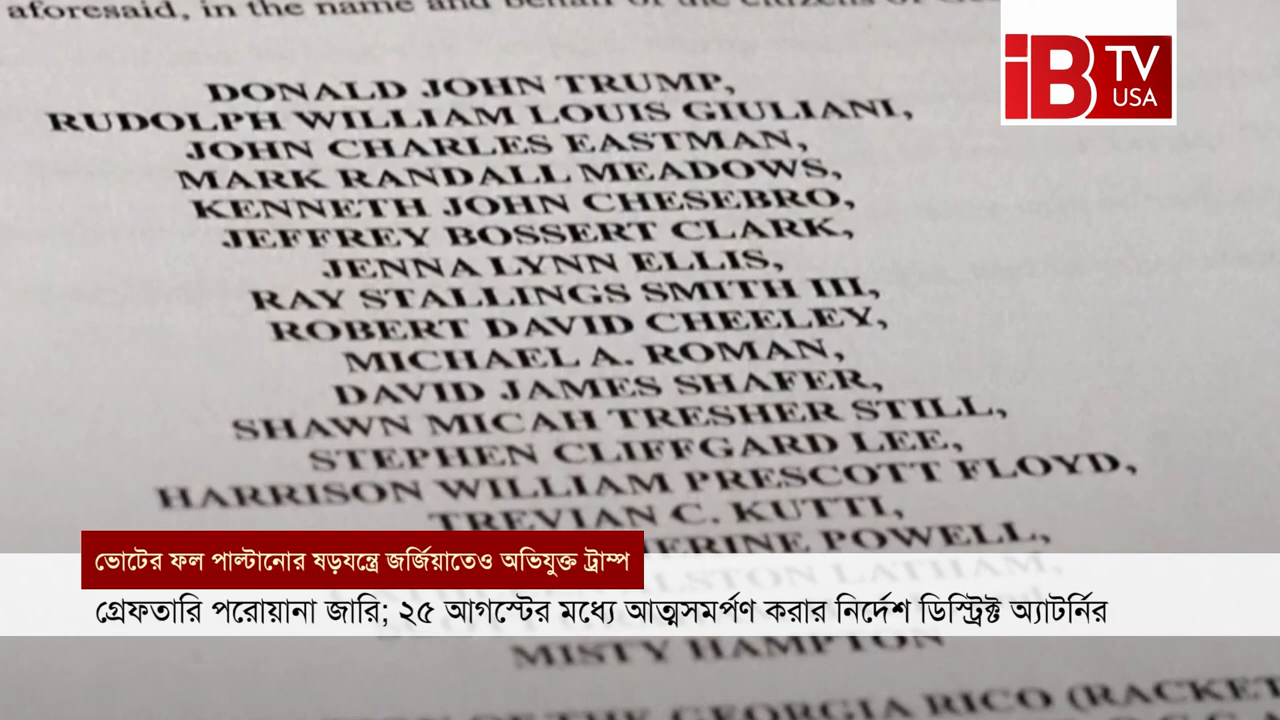 aforesaid, in the name and behalf of the citizens of
iB TV USA
DONALD JOHN TRUMP,
RUDOLPH WILLIAM LOUIS GIULIANI,
JOHN CHARLES EASTMAN,
MARK RANDALL MEADOWS,
KENNETH JOHN CHESEBRO,
JEFFREY BOSSERT CLARK,
JENNA LYNN ELLIS,
RAY STALLINGS SMITH III,
ROBERT DAVID CHEELEY,
MICHAEL A. ROMAN,
DAVID JAMES SHAFER,
SHAWN MICAH TRESHER STILL,
STEPHEN CLIFFGARD LEE,
HARRISON WILLIAM PRESCOTT FLOYD,
TREVIAN C. KUTTI,
POWELL,
LATHAM,
ভোটের ফল পাল্টানোর ষড়যন্ত্রে জর্জিয়াতেও অভিযুক্ত ট্রাম্প
গ্রেফতারি পরোয়ানা জারি; ২৫ আগস্টের মধ্যে আত্মসমর্পণ করার নির্দেশ ডিস্ট্রিক্ট অ্যাটর্নির
MISTY HAMPTON
OF THE GEORGIA RICO